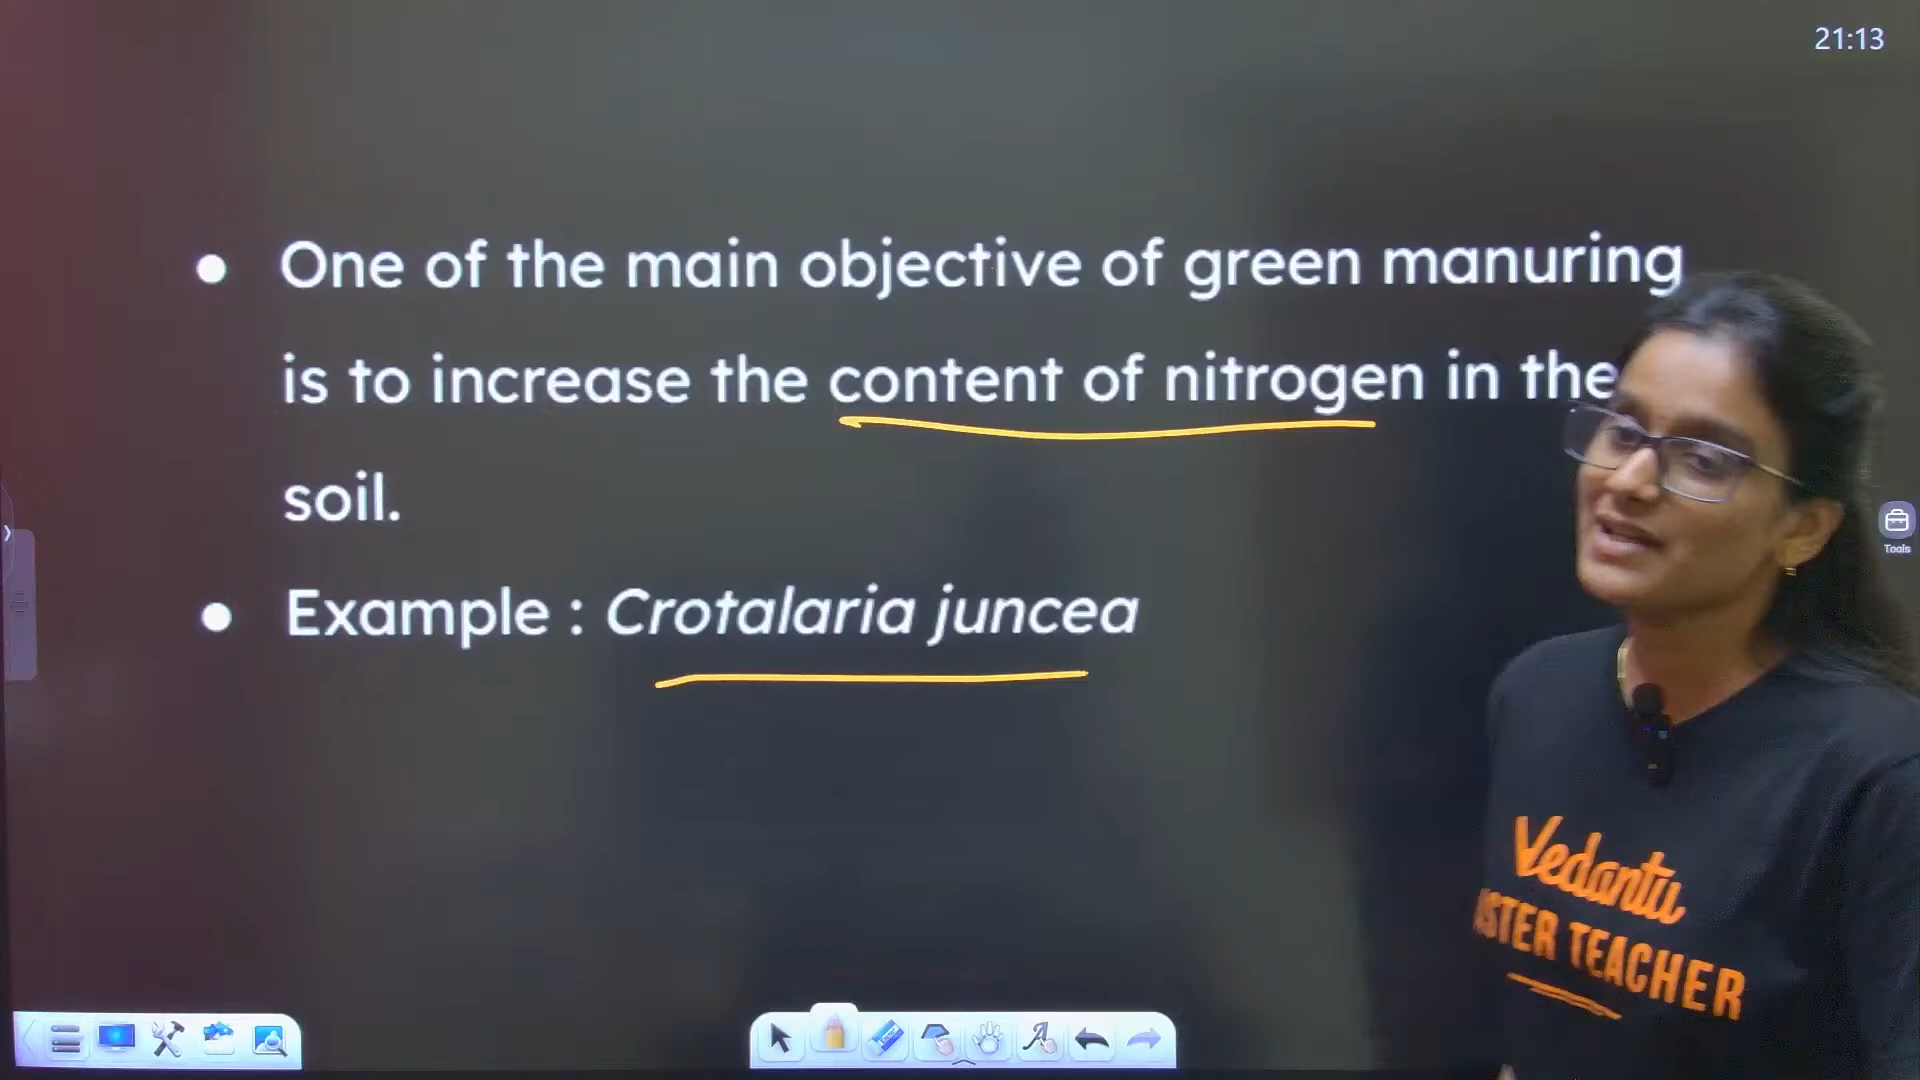 21:13
• One of the main objective of green manuring
is to increase the content of nitrogen in the
soil.
• Example : Crotalaria juncea
Tools
Vedantu
STER TEACHER